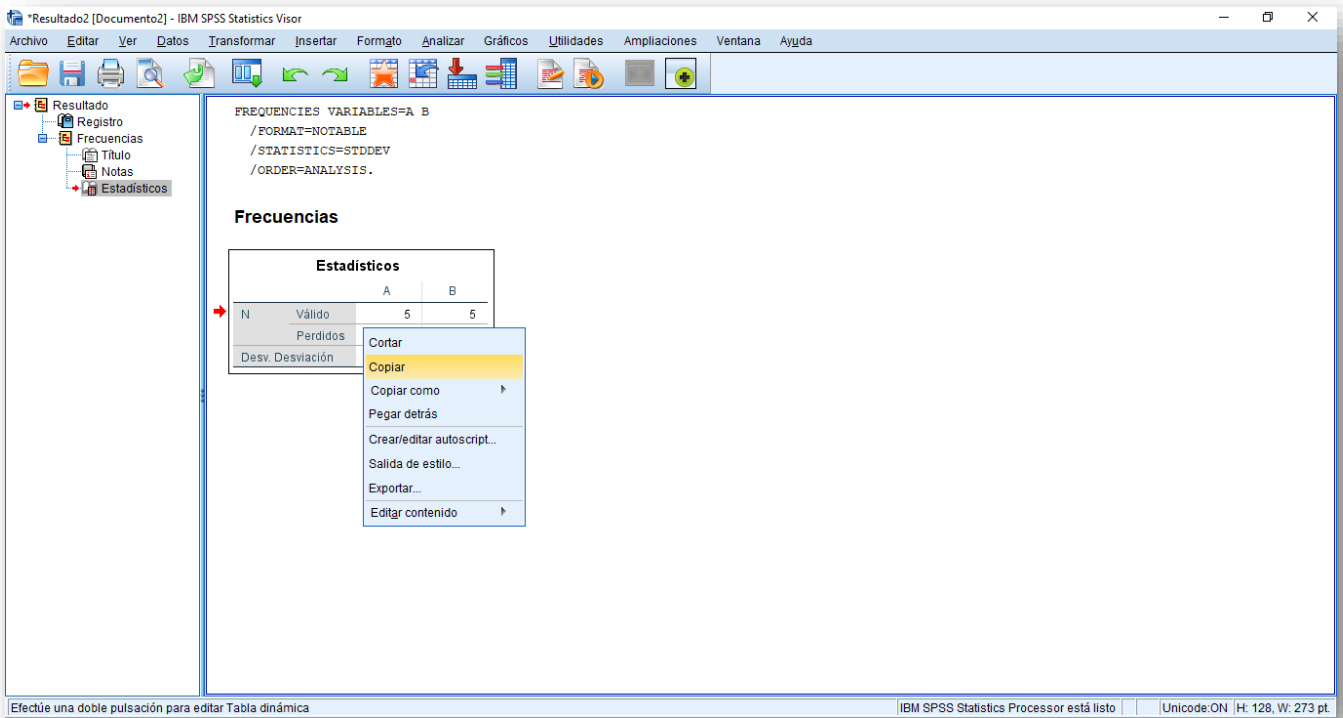 *Resultado2 [Documento2] - IBM SPSS Statistics Visor
Archivo Editar Ver Datos Transformar Insertar Formato Analizar Gráficos Utilidades Ampliaciones Ventana Ayuda
Resultado
Registro
Frecuencias
Título
Notas
Estadísticos
FREQUENCIES VARIABLES=A B
/FORMAT=NOTABLE
/STATISTICS=STDDEV
/ORDER=ANALYSIS.
Frecuencias
Estadísticos
A B
N Válido 5 5
Perdidos
Desv. Desviación
Cortar
Copiar
Copiar como
Pegar detrás
Crear/editar autoscript...
Salida de estilo...
Exportar...
Editar contenido
Efectúe una doble pulsación para editar Tabla dinámica
IBM SPSS Statistics Processor está listo
Unicode:ON
H: 128, W: 273 pt.